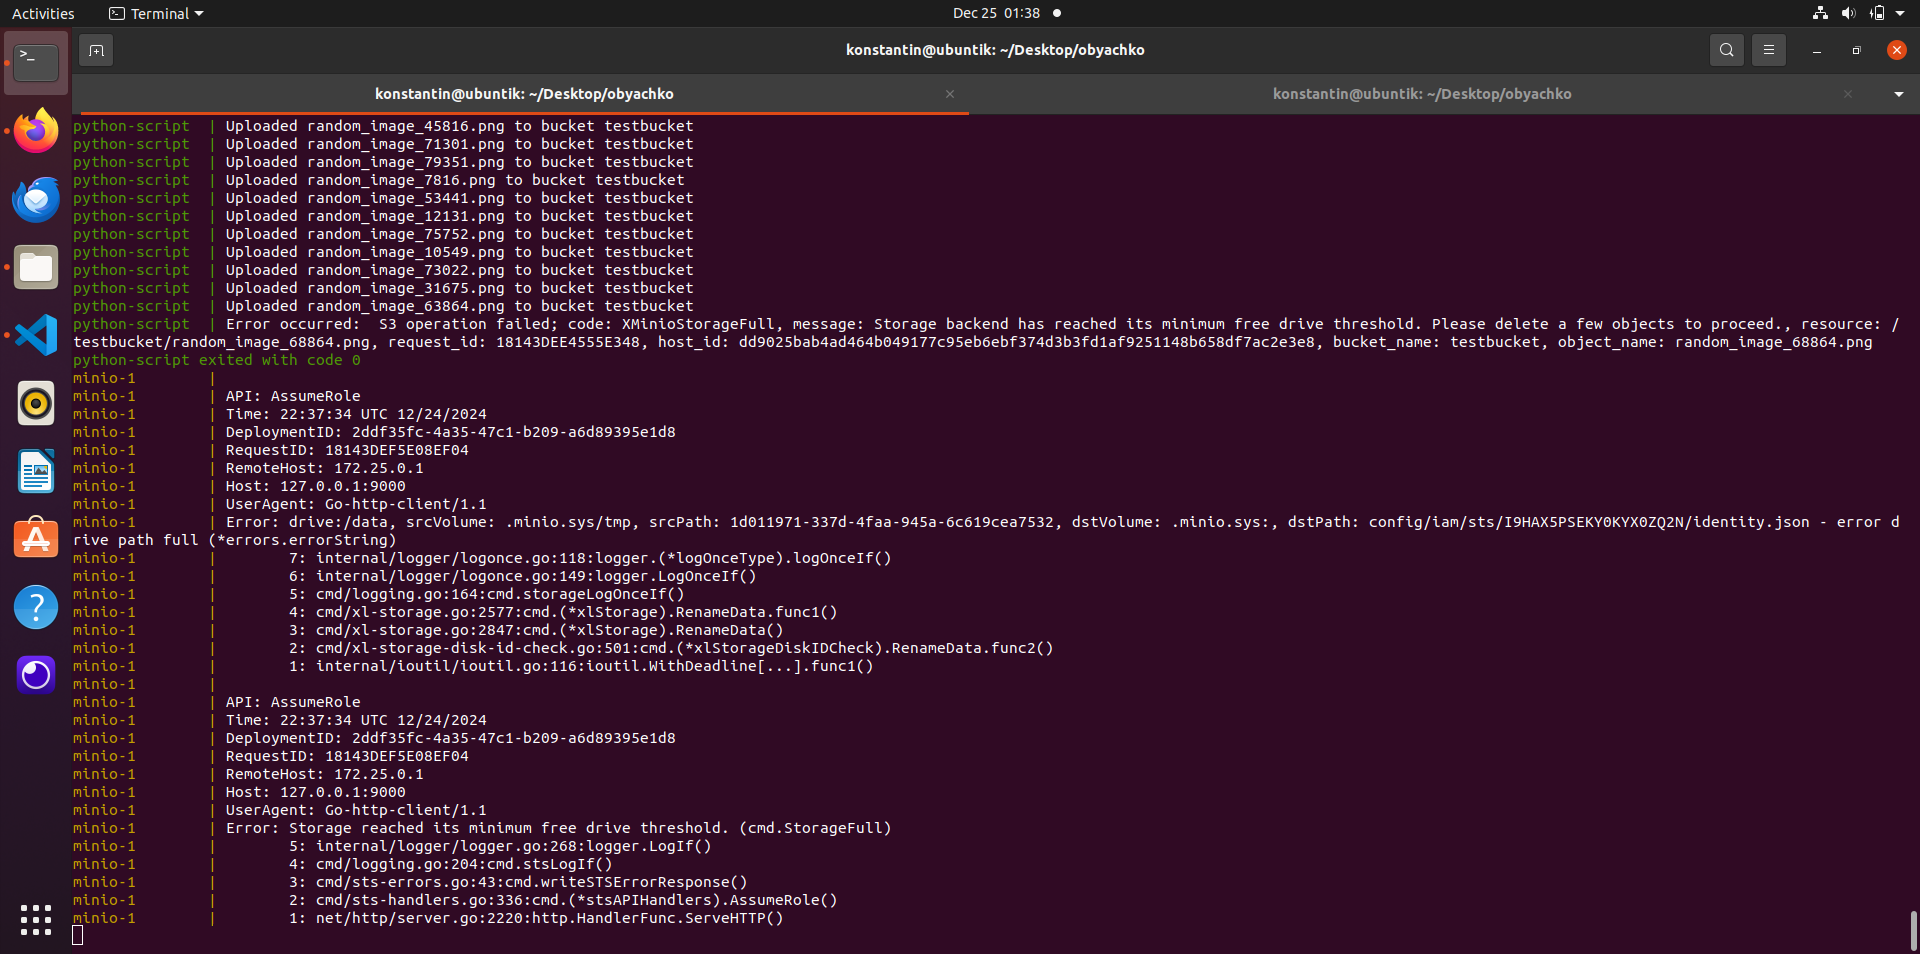 Activities
Terminal
Dec 25 01:38
konstantin@ubuntik: ~/Desktop/obyachko
konstantin@ubuntik: ~/Desktop/obyachko
konstantin@ubuntik: ~/Desktop/obyachko
python-script | Uploaded random_image_45816.png to bucket testbucket
python-script | Uploaded random_image_71301.png to bucket testbucket
python-script | Uploaded random_image_79351.png to bucket testbucket
python-script | Uploaded random_image_7816.png to bucket testbucket
python-script | Uploaded random_image_53441.png to bucket testbucket
python-script | Uploaded random_image_12131.png to bucket testbucket
python-script | Uploaded random_image_75752.png to bucket testbucket
python-script | Uploaded random_image_10549.png to bucket testbucket
python-script | Uploaded random_image_73022.png to bucket testbucket
python-script | Uploaded random_image_31675.png to bucket testbucket
python-script | Uploaded random_image_63864.png to bucket testbucket
python-script | Error occurred:  S3 operation failed; code: XMinioStorageFull, message: Storage backend has reached its minimum free drive threshold. Please delete a few objects to proceed., resource: /
testbucket/random_image_68864.png, request_id: 18143DEE4555E348, host_id: dd9025bab4ad464b049177c95eb6ebf374d3b3fd1af9251148b658df7ac2e3e8, bucket_name: testbucket, object_name: random_image_68864.png
python-script exited with code 0
minio-1 |
minio-1 | API: AssumeRole
minio-1 | Time: 22:37:34 UTC 12/24/2024
minio-1 | DeploymentID: 2ddf35fc-4a35-47c1-b209-a6d89395e1d8
minio-1 | RequestID: 18143DEF5E08EF04
minio-1 | RemoteHost: 172.25.0.1
minio-1 | Host: 127.0.0.1:9000
minio-1 | UserAgent: Go-http-client/1.1
minio-1 | Error: drive:/data, srcVolume: .minio.sys/tmp, srcPath: 1d011971-337d-4faa-945a-6c619cea7532, dstVolume: .minio.sys:, dstPath: config/iam/sts/I9HAX5PSEKY0KYX0ZQ2N/identity.json - error d
rive path full (*errors.errorString)
minio-1 | 7: internal/logger/logonce.go:118:logger.(*logOnceType).logOnceIf()
minio-1 | 6: internal/logger/logonce.go:149:logger.LogOnceIf()
minio-1 | 5: cmd/logging.go:164:cmd.storageLogOnceIf()
minio-1 | 4: cmd/xl-storage.go:2577:cmd.(*xlStorage).RenameData.func1()
minio-1 | 3: cmd/xl-storage.go:2847:cmd.(*xlStorage).RenameData()
minio-1 | 2: cmd/xl-storage-disk-id-check.go:501:cmd.(*xlStorageDiskIDCheck).RenameData.func2()
minio-1 | 1: internal/ioutil/ioutil.go:116:ioutil.WithDeadline[...].func1()
minio-1 |
minio-1 | API: AssumeRole
minio-1 | Time: 22:37:34 UTC 12/24/2024
minio-1 | DeploymentID: 2ddf35fc-4a35-47c1-b209-a6d89395e1d8
minio-1 | RequestID: 18143DEF5E08EF04
minio-1 | RemoteHost: 172.25.0.1
minio-1 | Host: 127.0.0.1:9000
minio-1 | UserAgent: Go-http-client/1.1
minio-1 | Error: Storage reached its minimum free drive threshold. (cmd.StorageFull)
minio-1 | 5: internal/logger/logger.go:268:logger.LogIf()
minio-1 | 4: cmd/logging.go:204:cmd.stsLogIf()
minio-1 | 3: cmd/sts-errors.go:43:cmd.writeSTSErrorResponse()
minio-1 | 2: cmd/sts-handlers.go:336:cmd.(*stsAPIHandlers).AssumeRole()
minio-1 | 1: net/http/server.go:2220:http.HandlerFunc.ServeHTTP()